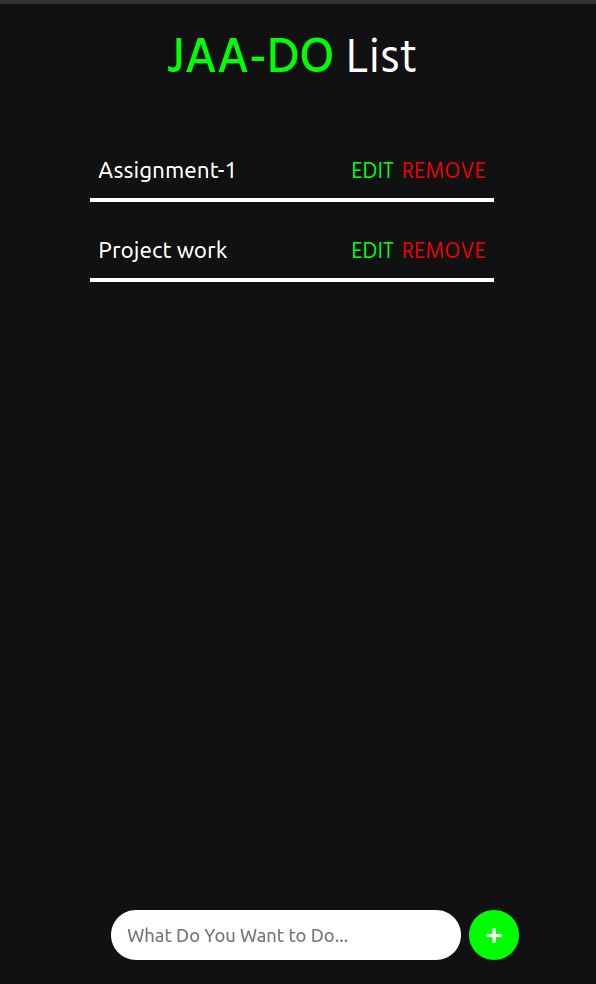 JAA-DO List
Assignment-1 EDIT REMOVE
Project work EDIT REMOVE
What Do You Want to Do... +